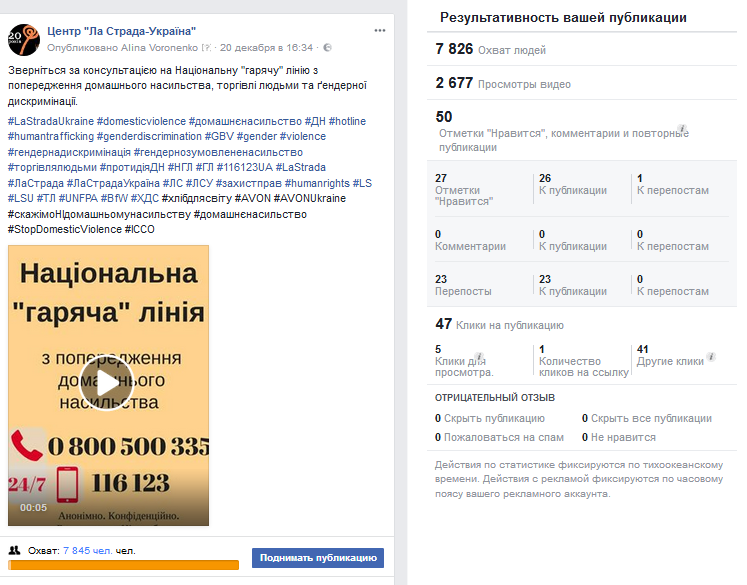 20
років
Центр "Ла Страда-Україна"
Опубликовано Alina Voronenko [?] · 20 декабря в 16:34 ·
Зверніться за консультацією на Національну "гарячу" лінію з
попередження домашнього насильства, торгівлі людьми та ґендерної
дискримінації.
#LaStradaUkraine #domesticviolence #домашнєнасильство #ДН #hotline
#humantrafficking #genderdiscrimination #GBV #gender #violence
#гендернадискримінація #гендернозумовлененасильство
#торгівлялюдьми #протидіяДН #НГЛ #ГЛ #116123UA #LaStrada
#ЛаСтрада #ЛаСтрадаУкраїна #ЛС #ЛСУ #захистправ #humanrights #LS
#LSU #ТЛ #UNFPA #BfW #ХДС #хлібдлясвіту #AVON #AVONUkraine
#скажімоНІдомашньомунасильству #домашнєнасильство
#StopDomesticViolence #ICCO
Національна
"гаряча" лінія
з попередження
домашнього
насильства
0 800 500 335
24/7
116 123
00:05
Анонімно. Конфіденційно.
Охват: 7 845 чел. чел.
Поднимать публикацию
Результативность вашей публикации
7 826 Охват людей
2 677 Просмотры видео
50
Отметки "Нравится", комментарии и повторные
публикации
27
Отметки
"Нравится"
26
К публикации
1
К перепостам
0
Комментарии
0
К публикации
0
К перепостам
23
Перепосты
23
К публикации
0
К перепостам
47 Клики на публикацию
5
Клики для
просмотра.
1
Количество
кликов на ссылку
41
Другие клики
ОТРИЦАТЕЛЬНЫЙ ОТЗЫВ
0 Скрыть публикацию
0 Скрыть все публикации
0 Пожаловаться на спам
0 Не нравится
Действия по статистике фиксируются по тихоокеанскому
времени. Действия с рекламой фиксируются по часовому
поясу вашего рекламного аккаунта.